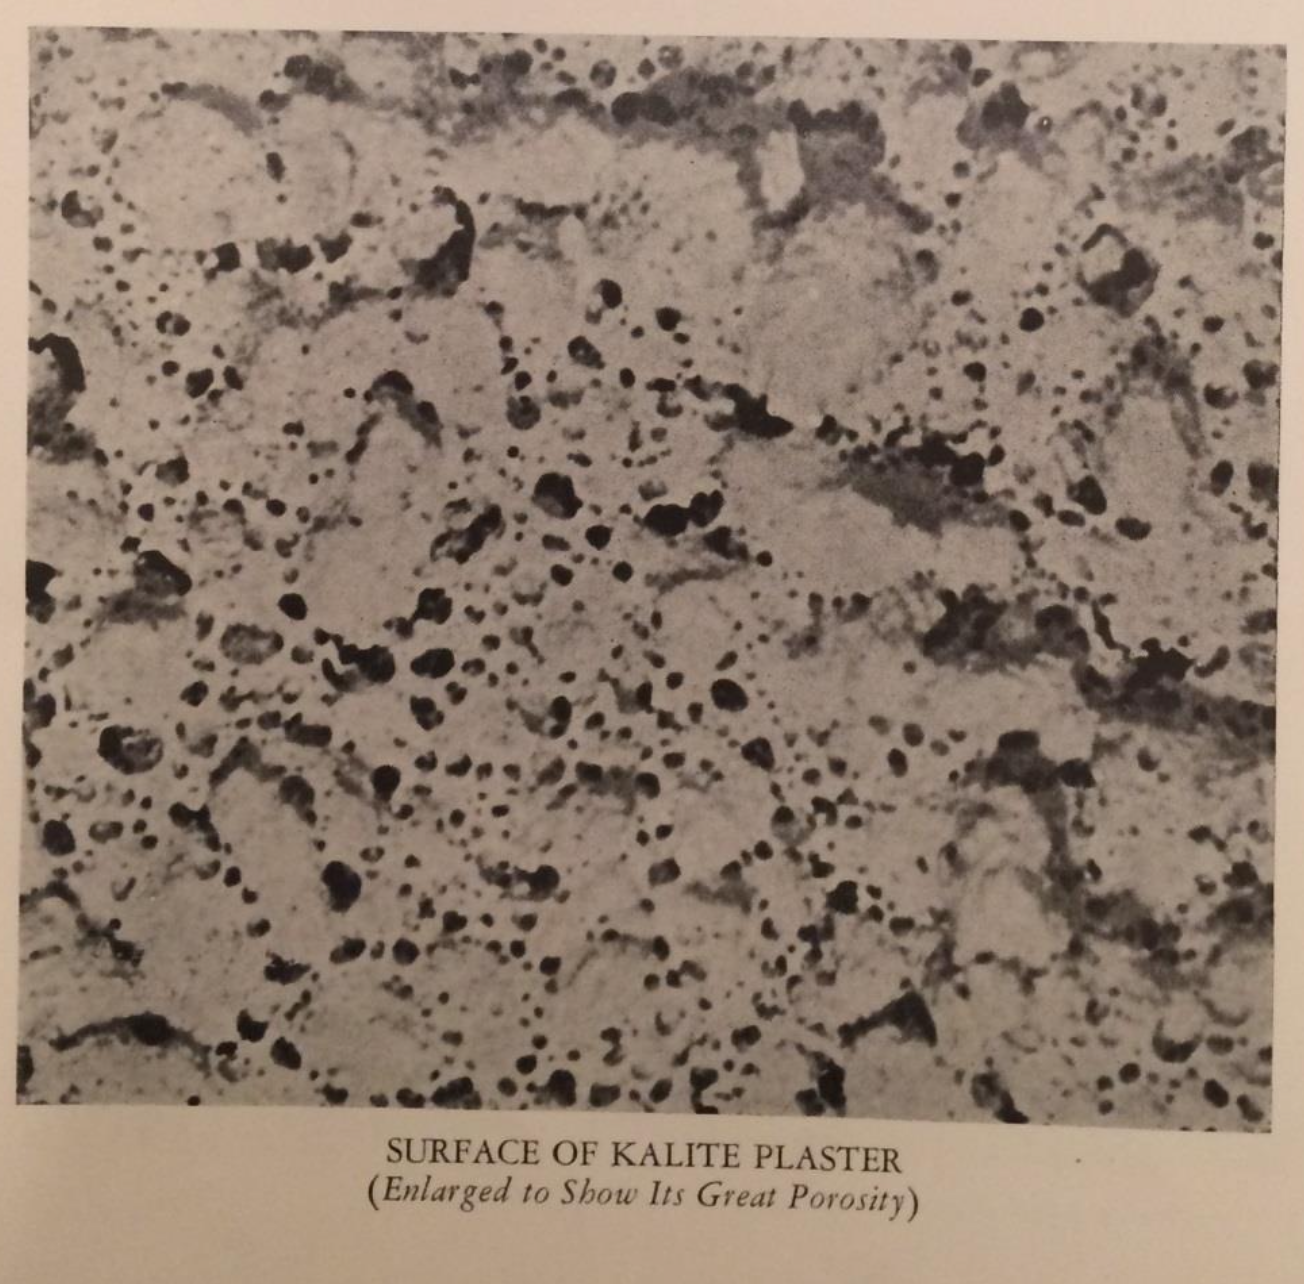 SURFACE OF KALITE PLASTER
(Enlarged to Show Its Great Porosity)